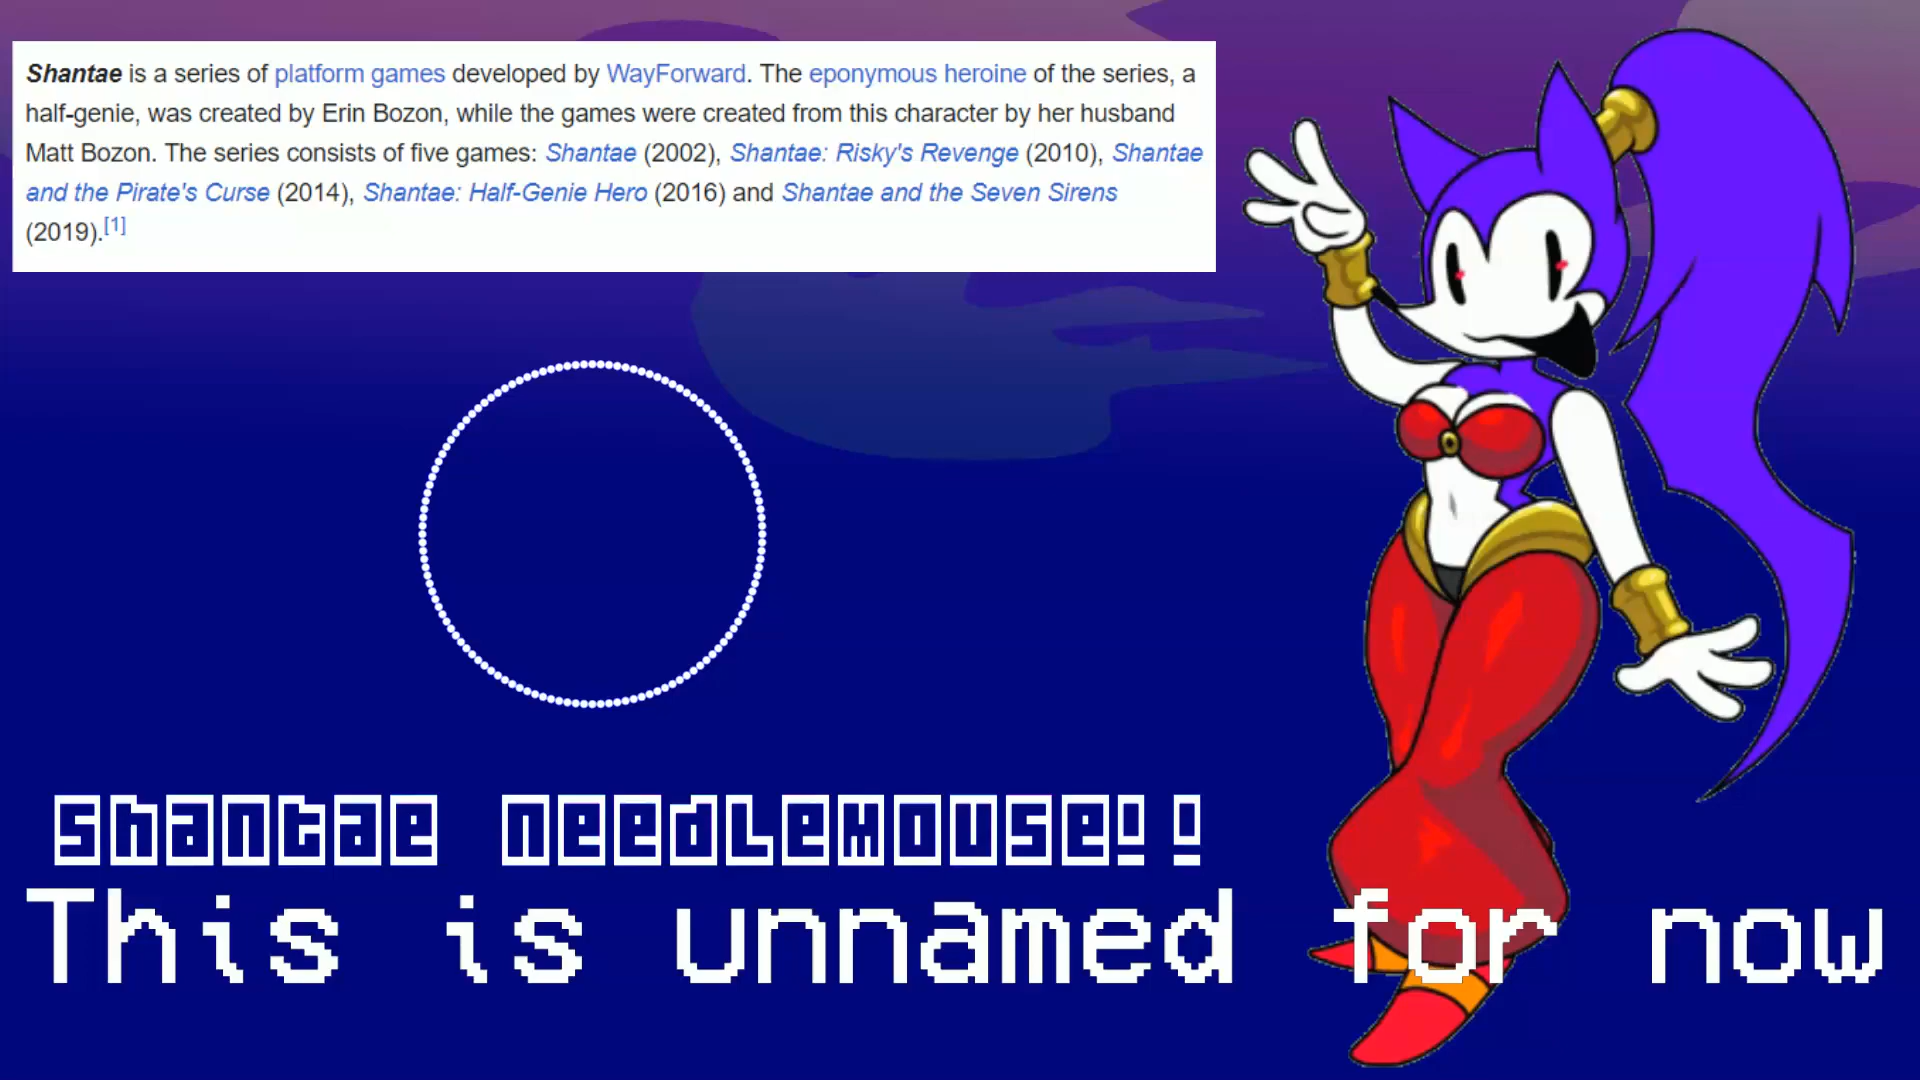 Shantae is a series of platform games developed by WayForward. The eponymous heroine of the series, a
half-genie, was created by Erin Bozon, while the games were created from this character by her husband
Matt Bozon. The series consists of five games: Shantae (2002), Shantae: Risky's Revenge (2010), Shantae
and the Pirate's Curse (2014), Shantae: Half-Genie Hero (2016) and Shantae and the Seven Sirens
(2019).[1]
shantae needlemouse!!
This is unnamed for now